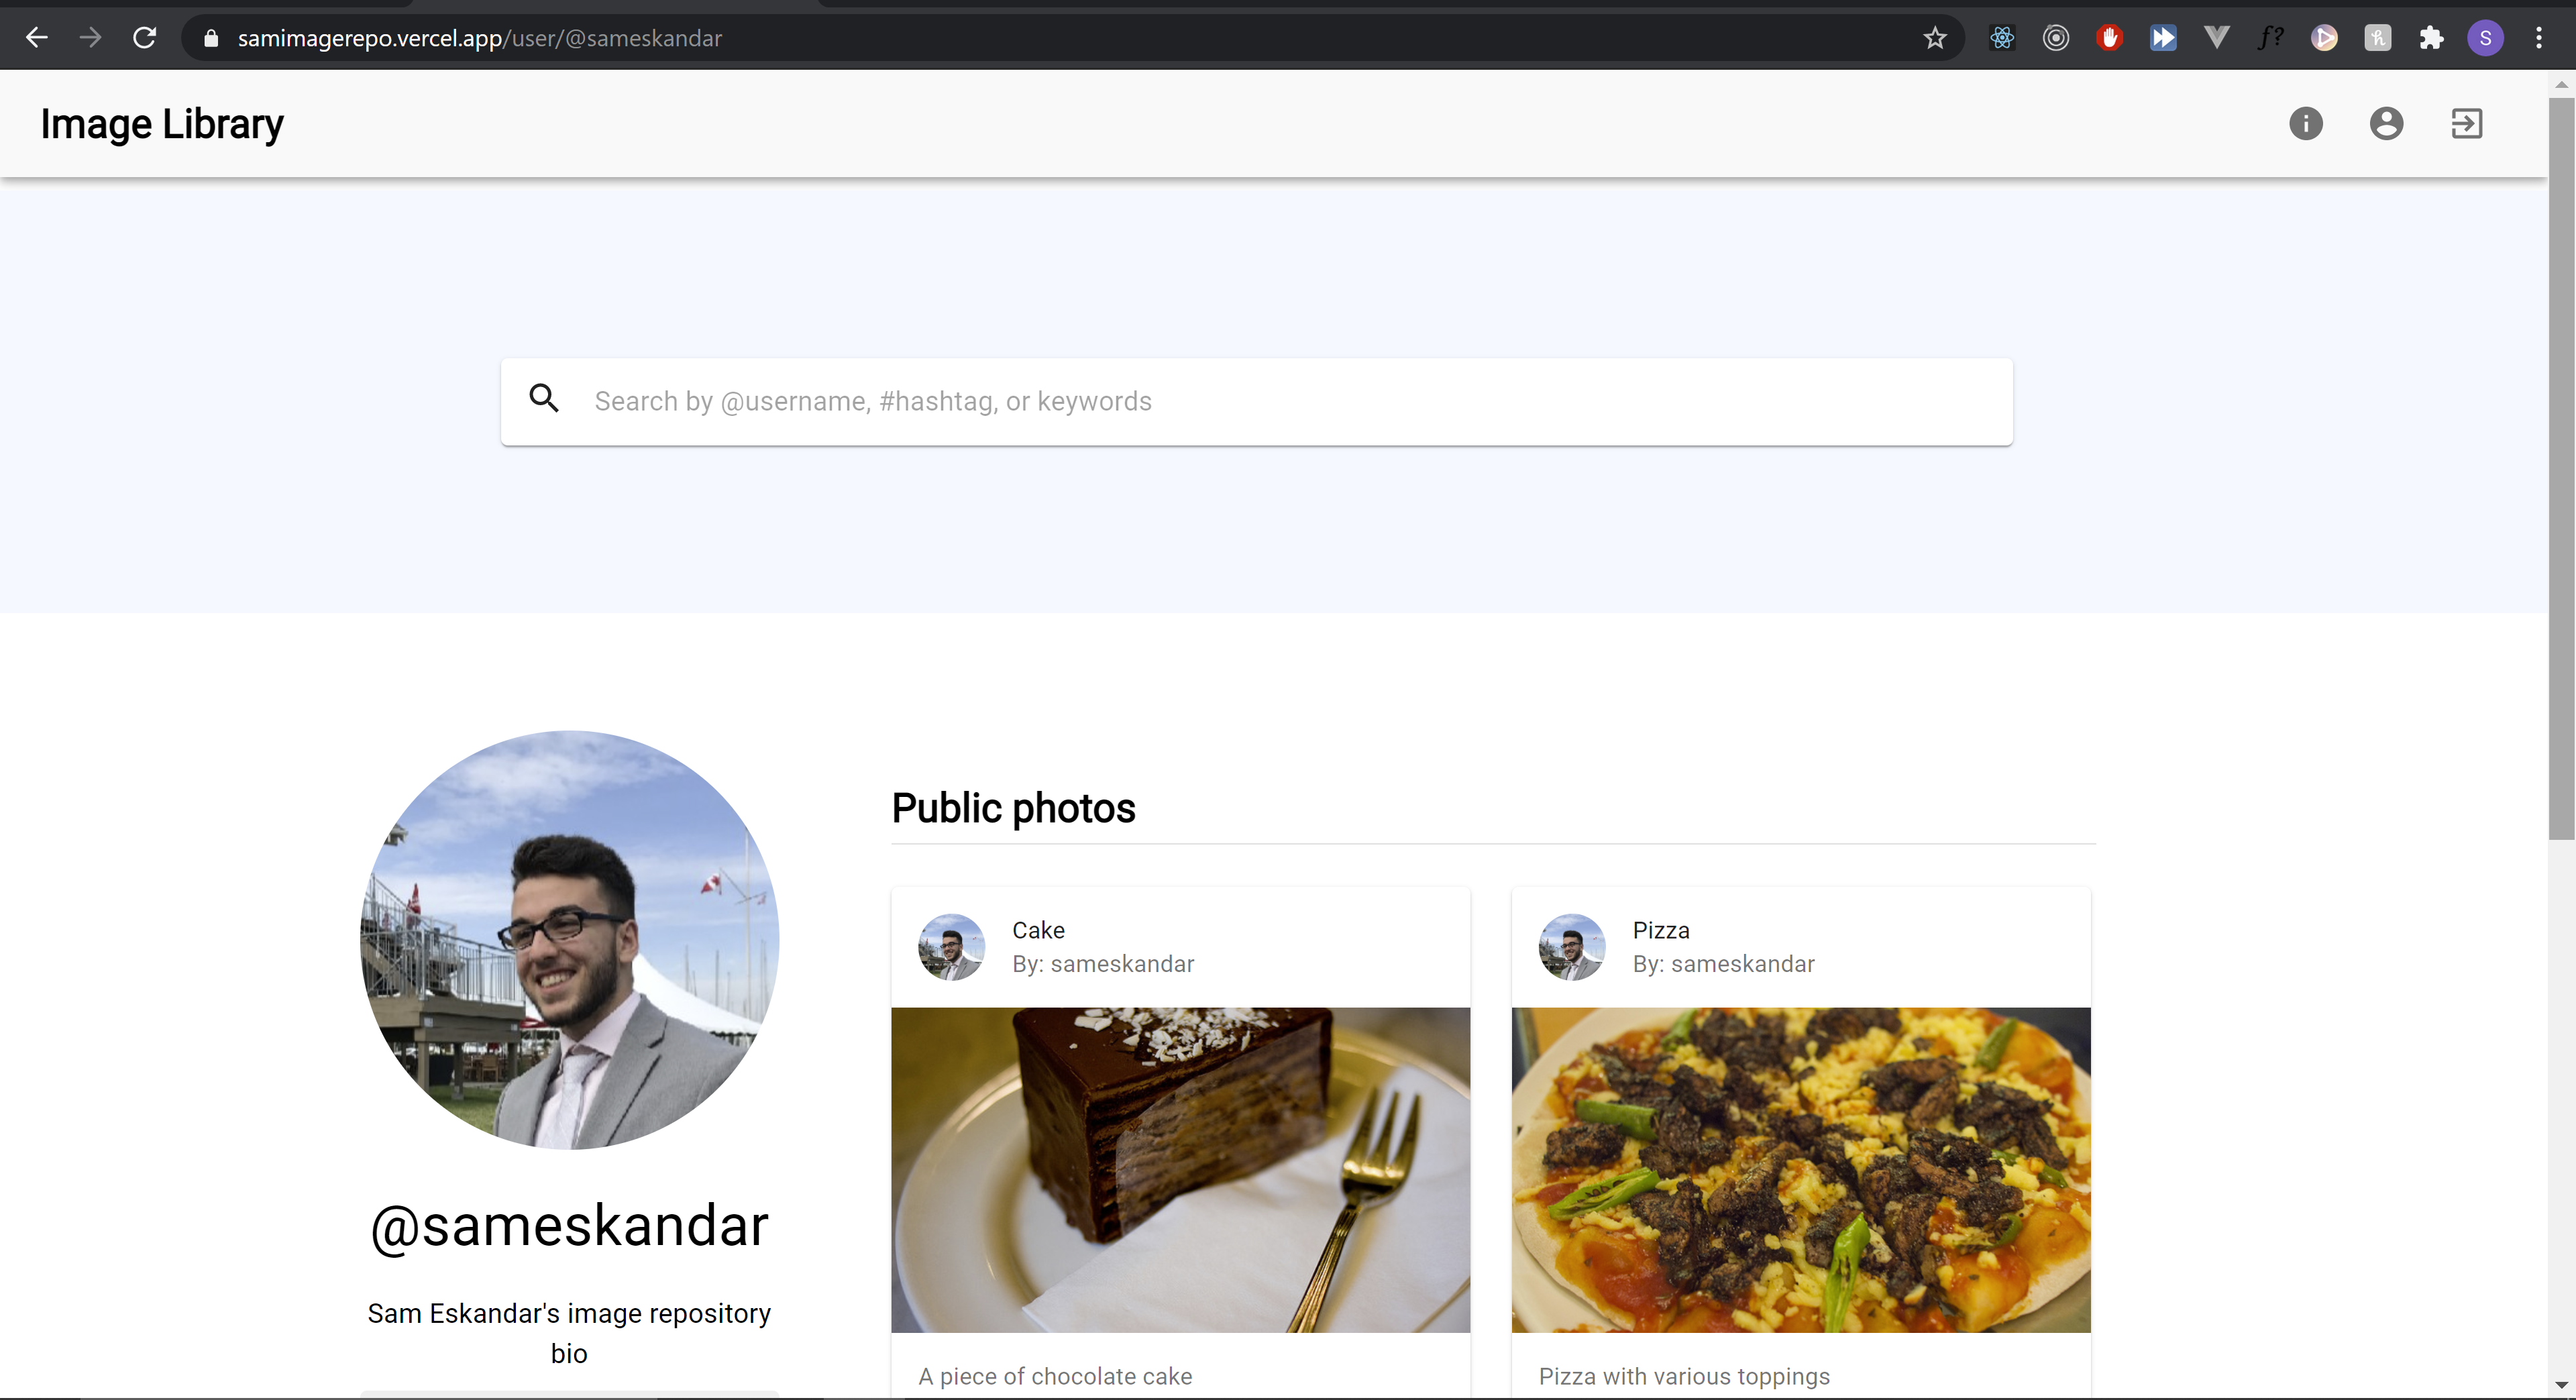 samimagerepo.vercel.app/user/@sameskandar
f?
S
Image Library
Search by @username, #hashtag, or keywords
Public photos
Cake
By: sameskandar
Pizza
By: sameskandar
@sameskandar
Sam Eskandar's image repository
bio
A piece of chocolate cake
Pizza with various toppings